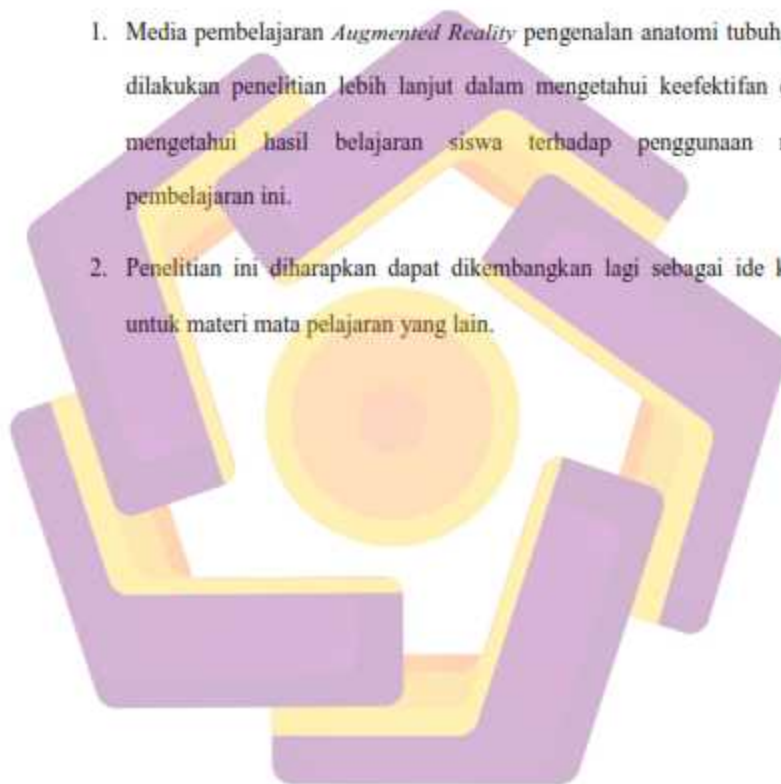 1. Media pembelajaran Augmented Reality pengenalan anatomi tubuh
dilakukan penelitian lebih lanjut dalam mengetahui keefektifan
mengetahui hasil belajaran siswa terhadap penggunaan
pembelajaran ini.
2. Penelitian ini diharapkan dapat dikembangkan lagi sebagai ide
untuk materi mata pelajaran yang lain.